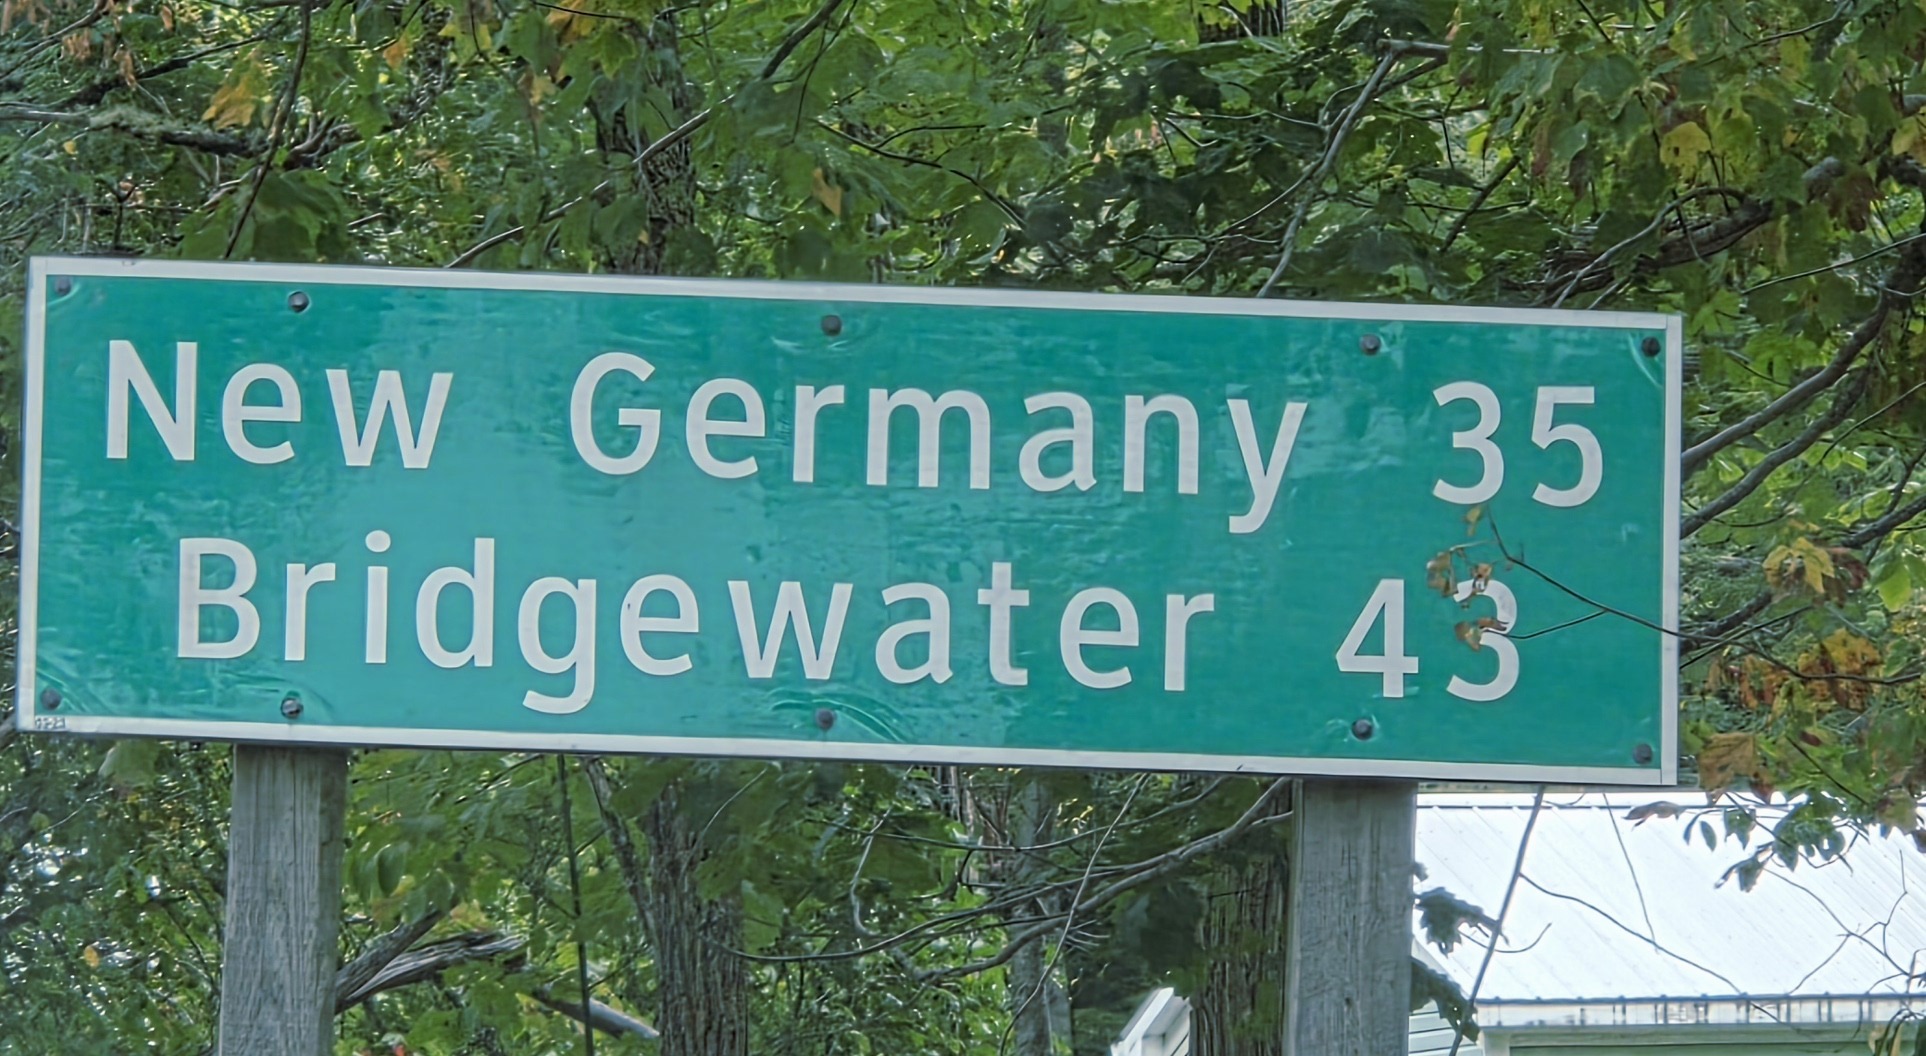 New Germany 35
Bridgewater 43